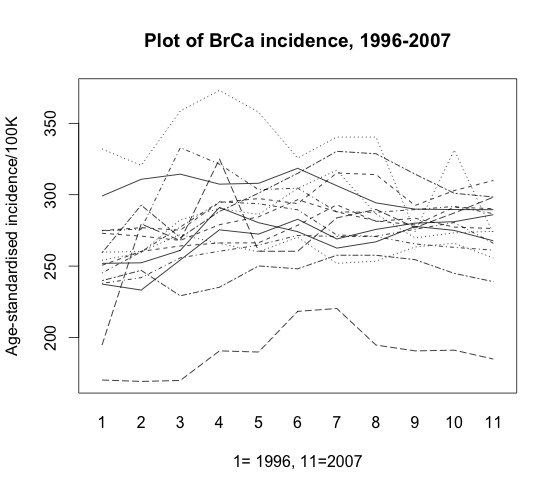 Plot of BrCa incidence, 1996-2007
Age-standardised incidence/100K
350
300
250
200
1 2 3 4 5 6 7 8 9 10 11
1= 1996, 11=2007